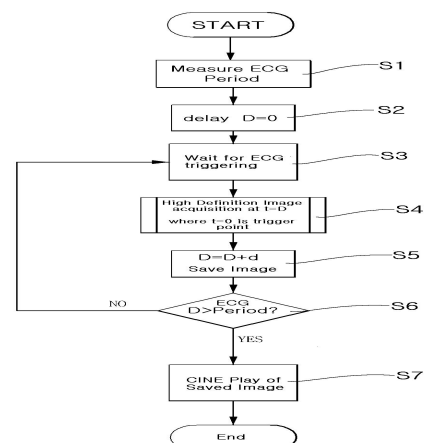 START
Measure ECG
Period
S1
delay D=0
S2
Wait for ECG
triggering
S3
High Definition Image
acquisition at t-D
where t-0 is trigger
point
S4
D=D+d
Save Image
S5
ECG
D>Period?
S6
NO
YES
CINE Play of
Saved Image
S7
End